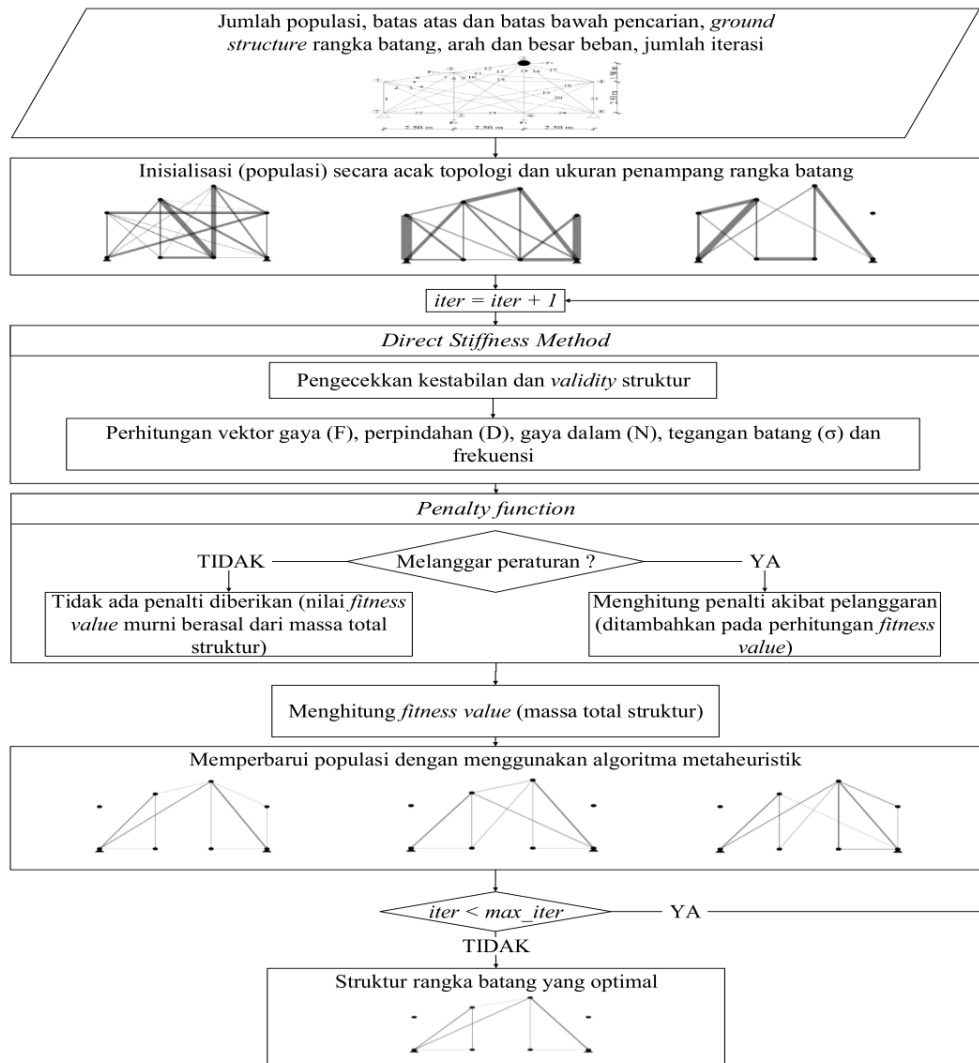 Jumlah populasi, batas atas dan batas bawah pencarian, ground
structure rangka batang, arah dan besar beban, jumlah iterasi
2.50 m 2.50 m 2.50 m
Inisialisasi (populasi) secara acak topologi dan ukuran penampang rangka batang
iter = iter + 1
Direct Stiffness Method
Pengecekkan kestabilan dan validity struktur
Perhitungan vektor gaya (F), perpindahan (D), gaya dalam (N), tegangan batang (σ) dan
frekuensi
Penalty function
Melanggar peraturan ?
TIDAK
YA
Tidak ada penalti diberikan (nilai fitness
value murni berasal dari massa total
struktur)
Menghitung penalti akibat pelanggaran
(ditambahkan pada perhitungan fitness
value)
Menghitung fitness value (massa total struktur)
Memperbarui populasi dengan menggunakan algoritma metaheuristik
iter < max_iter
YA
TIDAK
Struktur rangka batang yang optimal